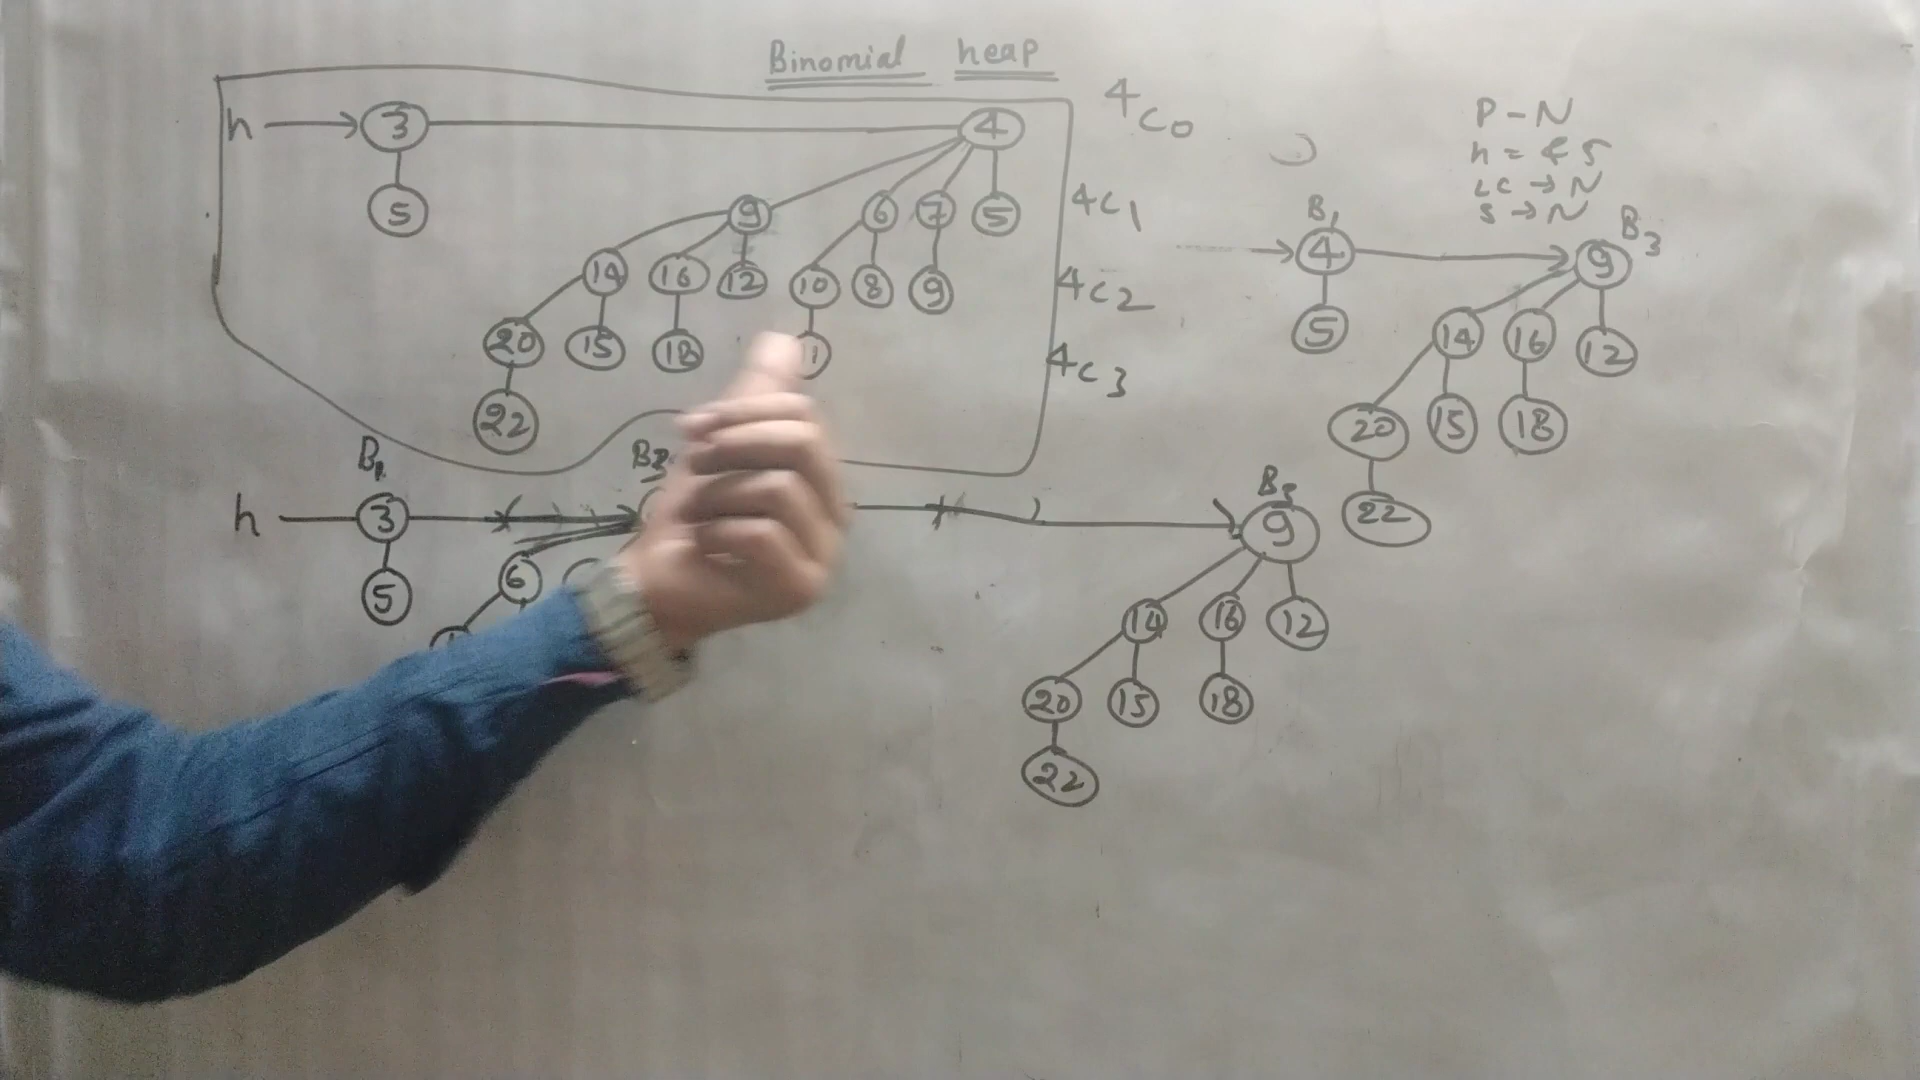 Binomial heap
h 3 4
5
9 6 7 5
14 16 12 10 8 9
20 15 18
22
4C0
4C1
4C2
4C3
P - N
LC → N
S → N
B1 B3
4 9
5 14 16 12
20 15 18
22
B1
h 3
5
6
B3
9
14 16 12
20 15 18
22